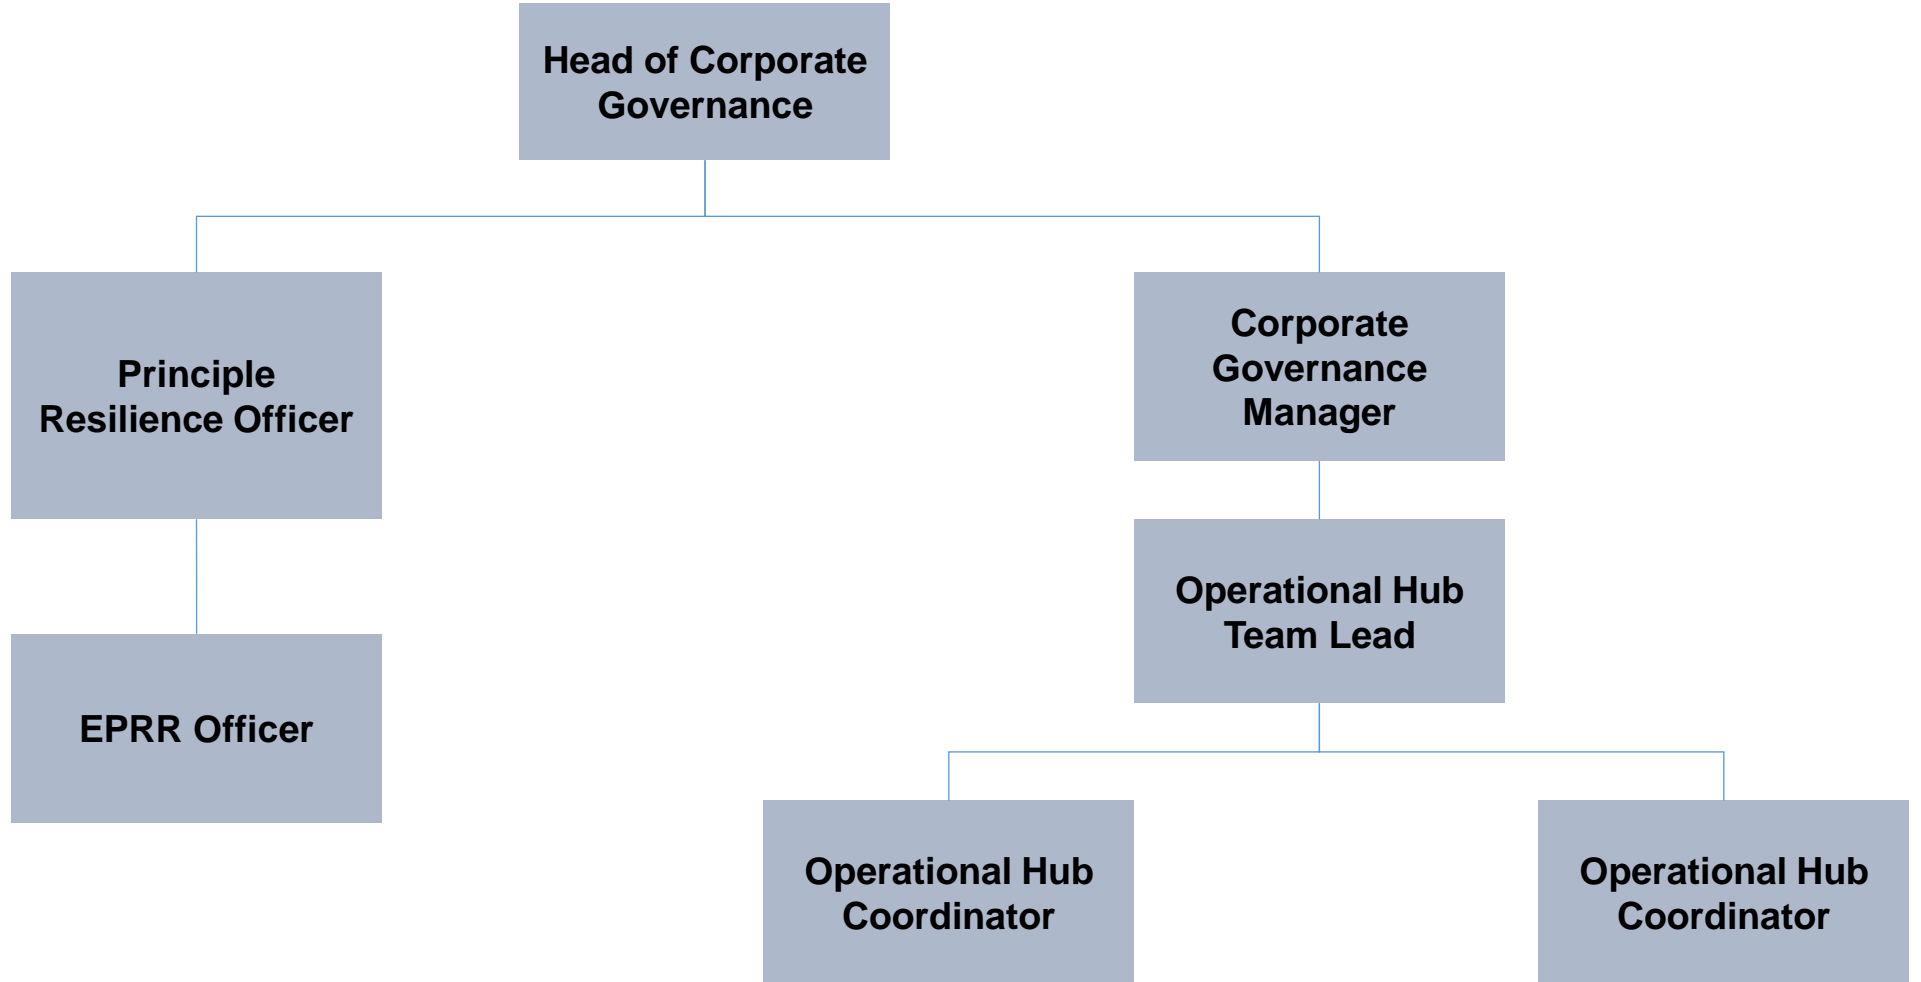 Head of Corporate
Governance
Principle
Resilience Officer
Corporate
Governance
Manager
Operational Hub
Team Lead
EPRR Officer
Operational Hub
Coordinator
Operational Hub
Coordinator